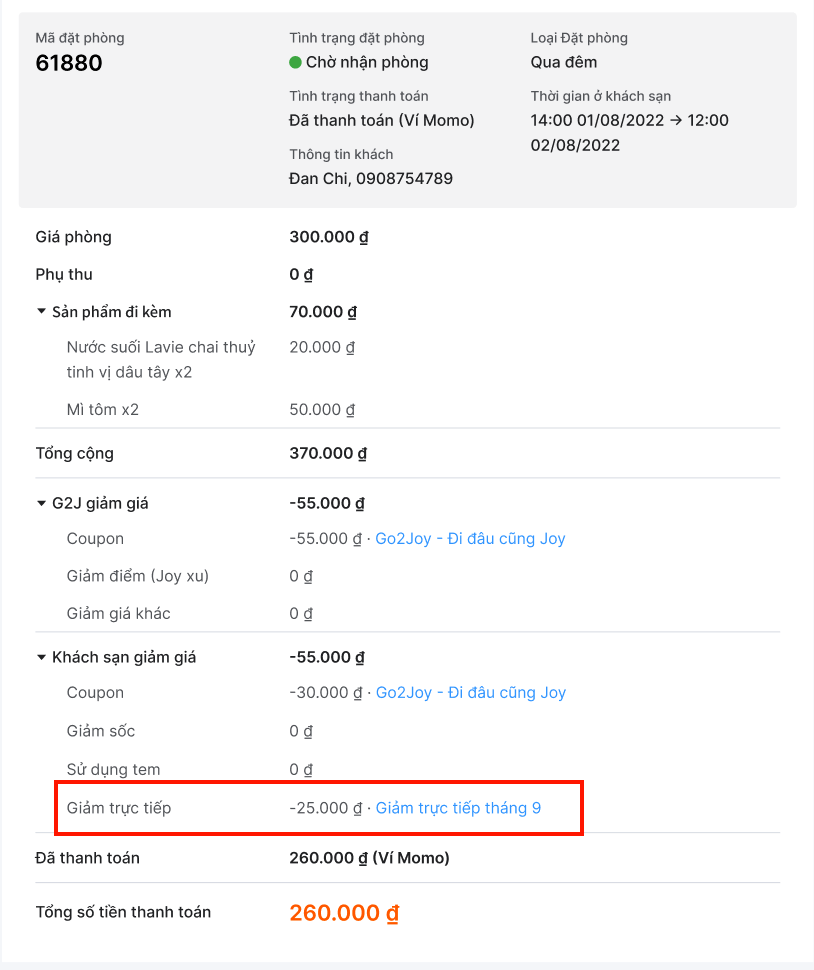 Mã đặt phòng
61880
Tình trạng đặt phòng
Chờ nhận phòng
Tình trạng thanh toán
Đã thanh toán (Ví Momo)
Thông tin khách
Đan Chi, 0908754789
Loại Đặt phòng
Qua đêm
Thời gian ở khách sạn
14:00 01/08/2022 → 12:00
02/08/2022
Giá phòng 300.000 ₫
Phụ thu 0 ₫
Sản phẩm đi kèm 70.000 ₫
Nước suối Lavie chai thuỷ 20.000 ₫
tinh vị dâu tây x2
Mì tôm x2 50.000 ₫
Tổng cộng 370.000 ₫
G2J giảm giá -55.000 ₫
Coupon -55.000 ₫ · Go2Joy - Đi đâu cũng Joy
Giảm điểm (Joy xu) 0 ₫
Giảm giá khác 0 ₫
Khách sạn giảm giá -55.000 ₫
Coupon -30.000 ₫ · Go2Joy - Đi đâu cũng Joy
Giảm sốc 0 ₫
Sử dụng tem 0 ₫
Giảm trực tiếp -25.000 ₫ · Giảm trực tiếp tháng 9
Đã thanh toán 260.000 ₫ (Ví Momo)
Tổng số tiền thanh toán 260.000 ₫